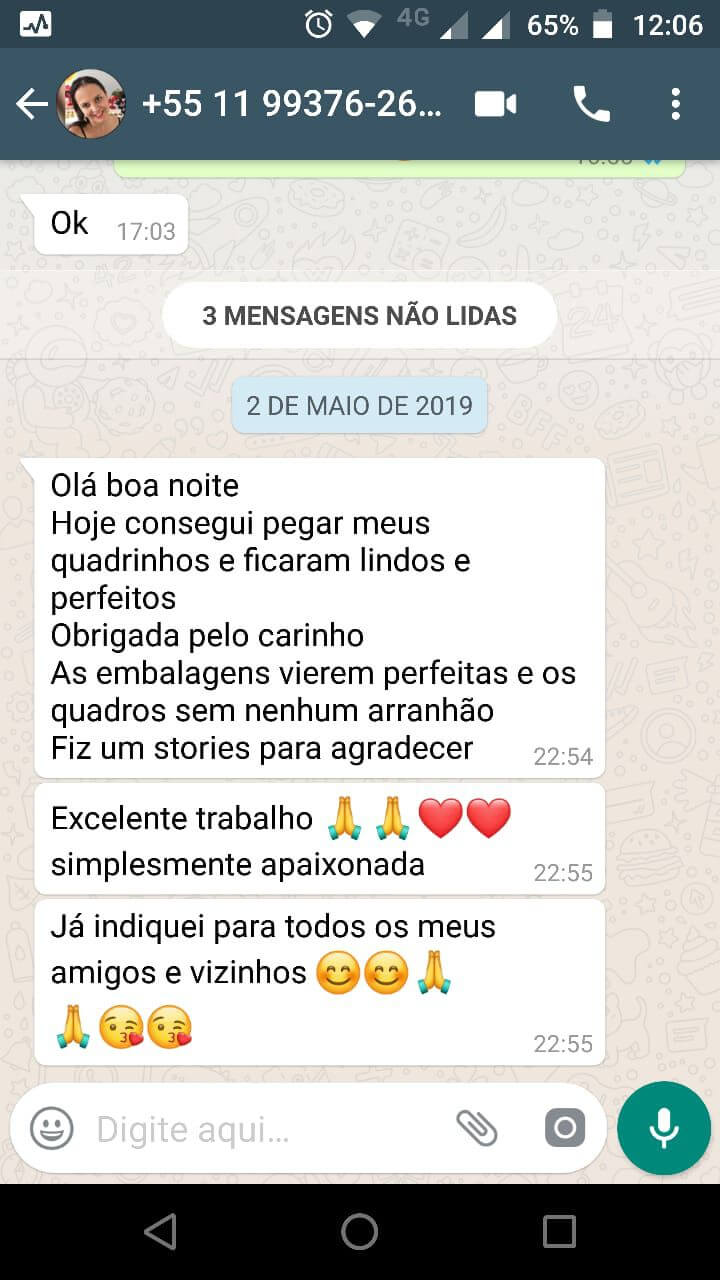 4G 65% 12:06
+55 11 99376-26...
Ok 17:03
3 MENSAGENS NÃO LIDAS
2 DE MAIO DE 2019
Olá boa noite
Hoje consegui pegar meus
quadrinhos e ficaram lindos e
perfeitos
Obrigada pelo carinho
As embalagens vierem perfeitas e os
quadros sem nenhum arranhão
Fiz um stories para agradecer 22:54
Excelente trabalho 🙏🙏❤️❤️
simplesmente apaixonada 22:55
Já indiquei para todos os meus
amigos e vizinhos 😊😊🙏
🙏😘😘 22:55
Digite aqui...